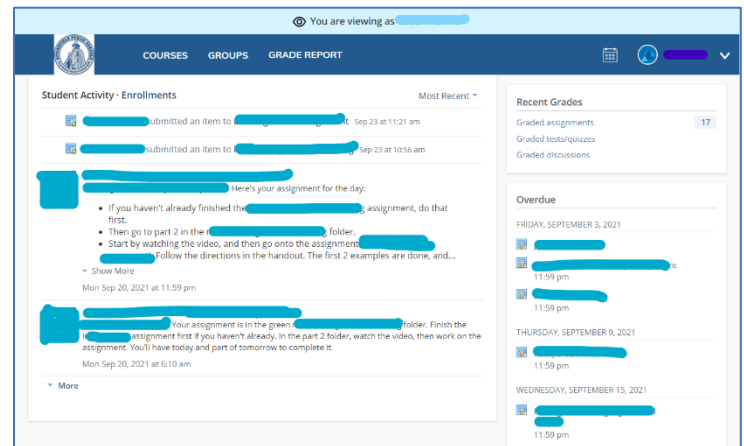 You are viewing as
COURSES GROUPS GRADE REPORT
Student Activity · Enrollments
Most Recent
submitted an item to
Sep 23 at 11:21 am
submitted an item to
Sep 23 at 10:56 am
Here's your assignment for the day:
• If you haven't already finished the assignment, do that
first.
• Then go to part 2 in the folder.
• Start by watching the video, and then go onto the assignment
Follow the directions in the handout. The first 2 examples are done, and...
Show More
Mon Sep 20, 2021 at 11:59 pm
Your assignment is in the green folder. Finish the
assignment first if you haven't already. In the part 2 folder, watch the video, then work on the
assignment. You'll have today and part of tomorrow to complete it.
Mon Sep 20, 2021 at 6:10 am
More
Recent Grades
Graded assignments 17
Graded tests/quizzes
Graded discussions
Overdue
FRIDAY, SEPTEMBER 3, 2021
11:59 pm
11:59 pm
THURSDAY, SEPTEMBER 9, 2021
11:59 pm
WEDNESDAY, SEPTEMBER 15, 2021
11:59 pm